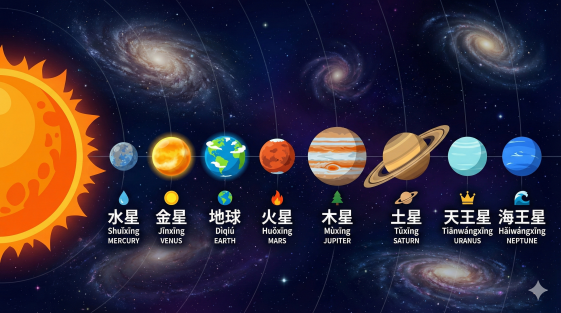 水星 金星 地球 火星 木星 土星 天王星 海王星
Shuǐxīng Jīnxīng Dìqiú Huǒxīng Mùxīng Tǔxīng Tiānwángxīng Hǎiwángxīng
MERCURY VENUS EARTH MARS JUPITER SATURN URANUS NEPTUNE